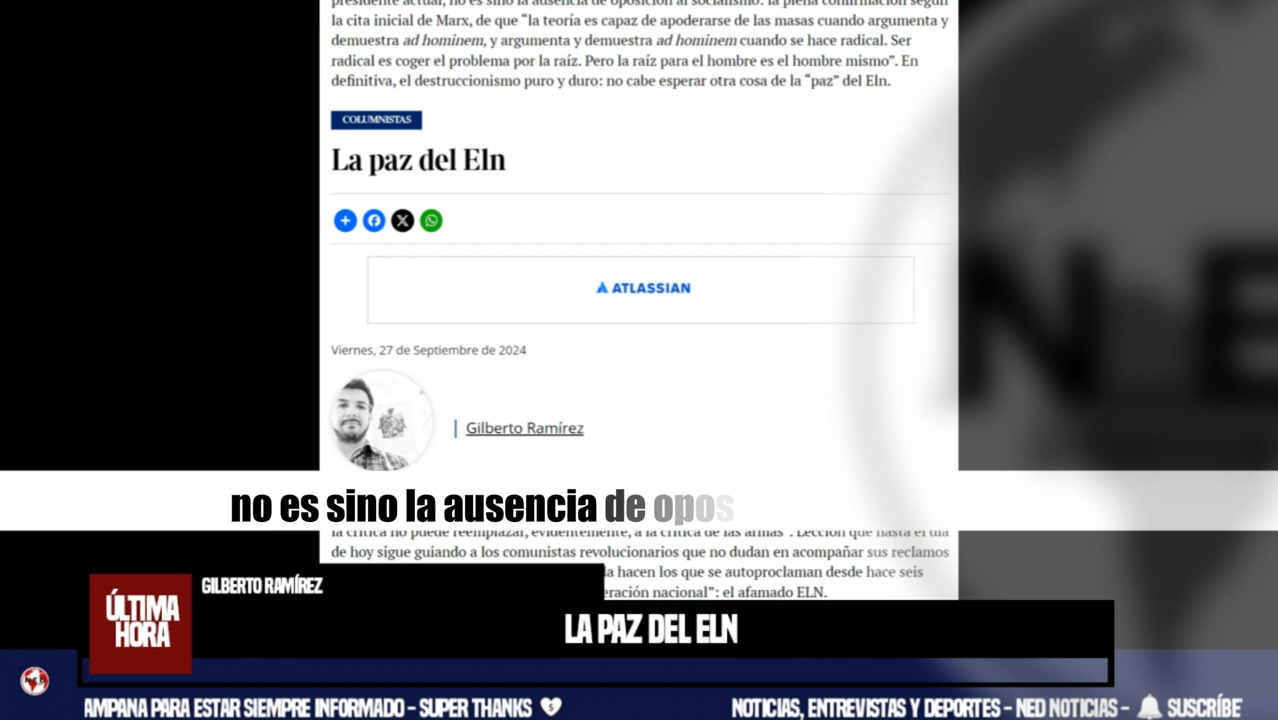 presidente actual, no es sino la ausencia de oposición al socialismo: la plena confirmación según
la cita inicial de Marx, de que “la teoría es capaz de apoderarse de las masas cuando argumenta y
demuestra ad hominem, y argumenta y demuestra ad hominem cuando se hace radical. Ser
radical es coger el problema por la raíz. Pero la raíz para el hombre es el hombre mismo”. En
definitiva, el destruccionismo puro y duro: no cabe esperar otra cosa de la “paz” del Eln.
COLUMNISTAS
La paz del Eln
ATLASSIAN
Viernes, 27 de Septiembre de 2024
Gilberto Ramírez
no es sino la ausencia de opos
la crítica no puede reemplazar, evidentemente, a la crítica de las armas”. Lección que hasta el día
de hoy sigue guiando a los comunistas revolucionarios que no dudan en acompañar sus reclamos
la hacen los que se autoproclaman desde hace seis
eración nacional”: el afamado ELN.
GILBERTO RAMÍREZ
ÚLTIMA
HORA
LA PAZ DEL ELN
AMPANA PARA ESTAR SIEMPRE INFORMADO - SUPER THANKS
NOTICIAS, ENTREVISTAS Y DEPORTES - NED NOTICIAS - SUSCRÍBE
N E